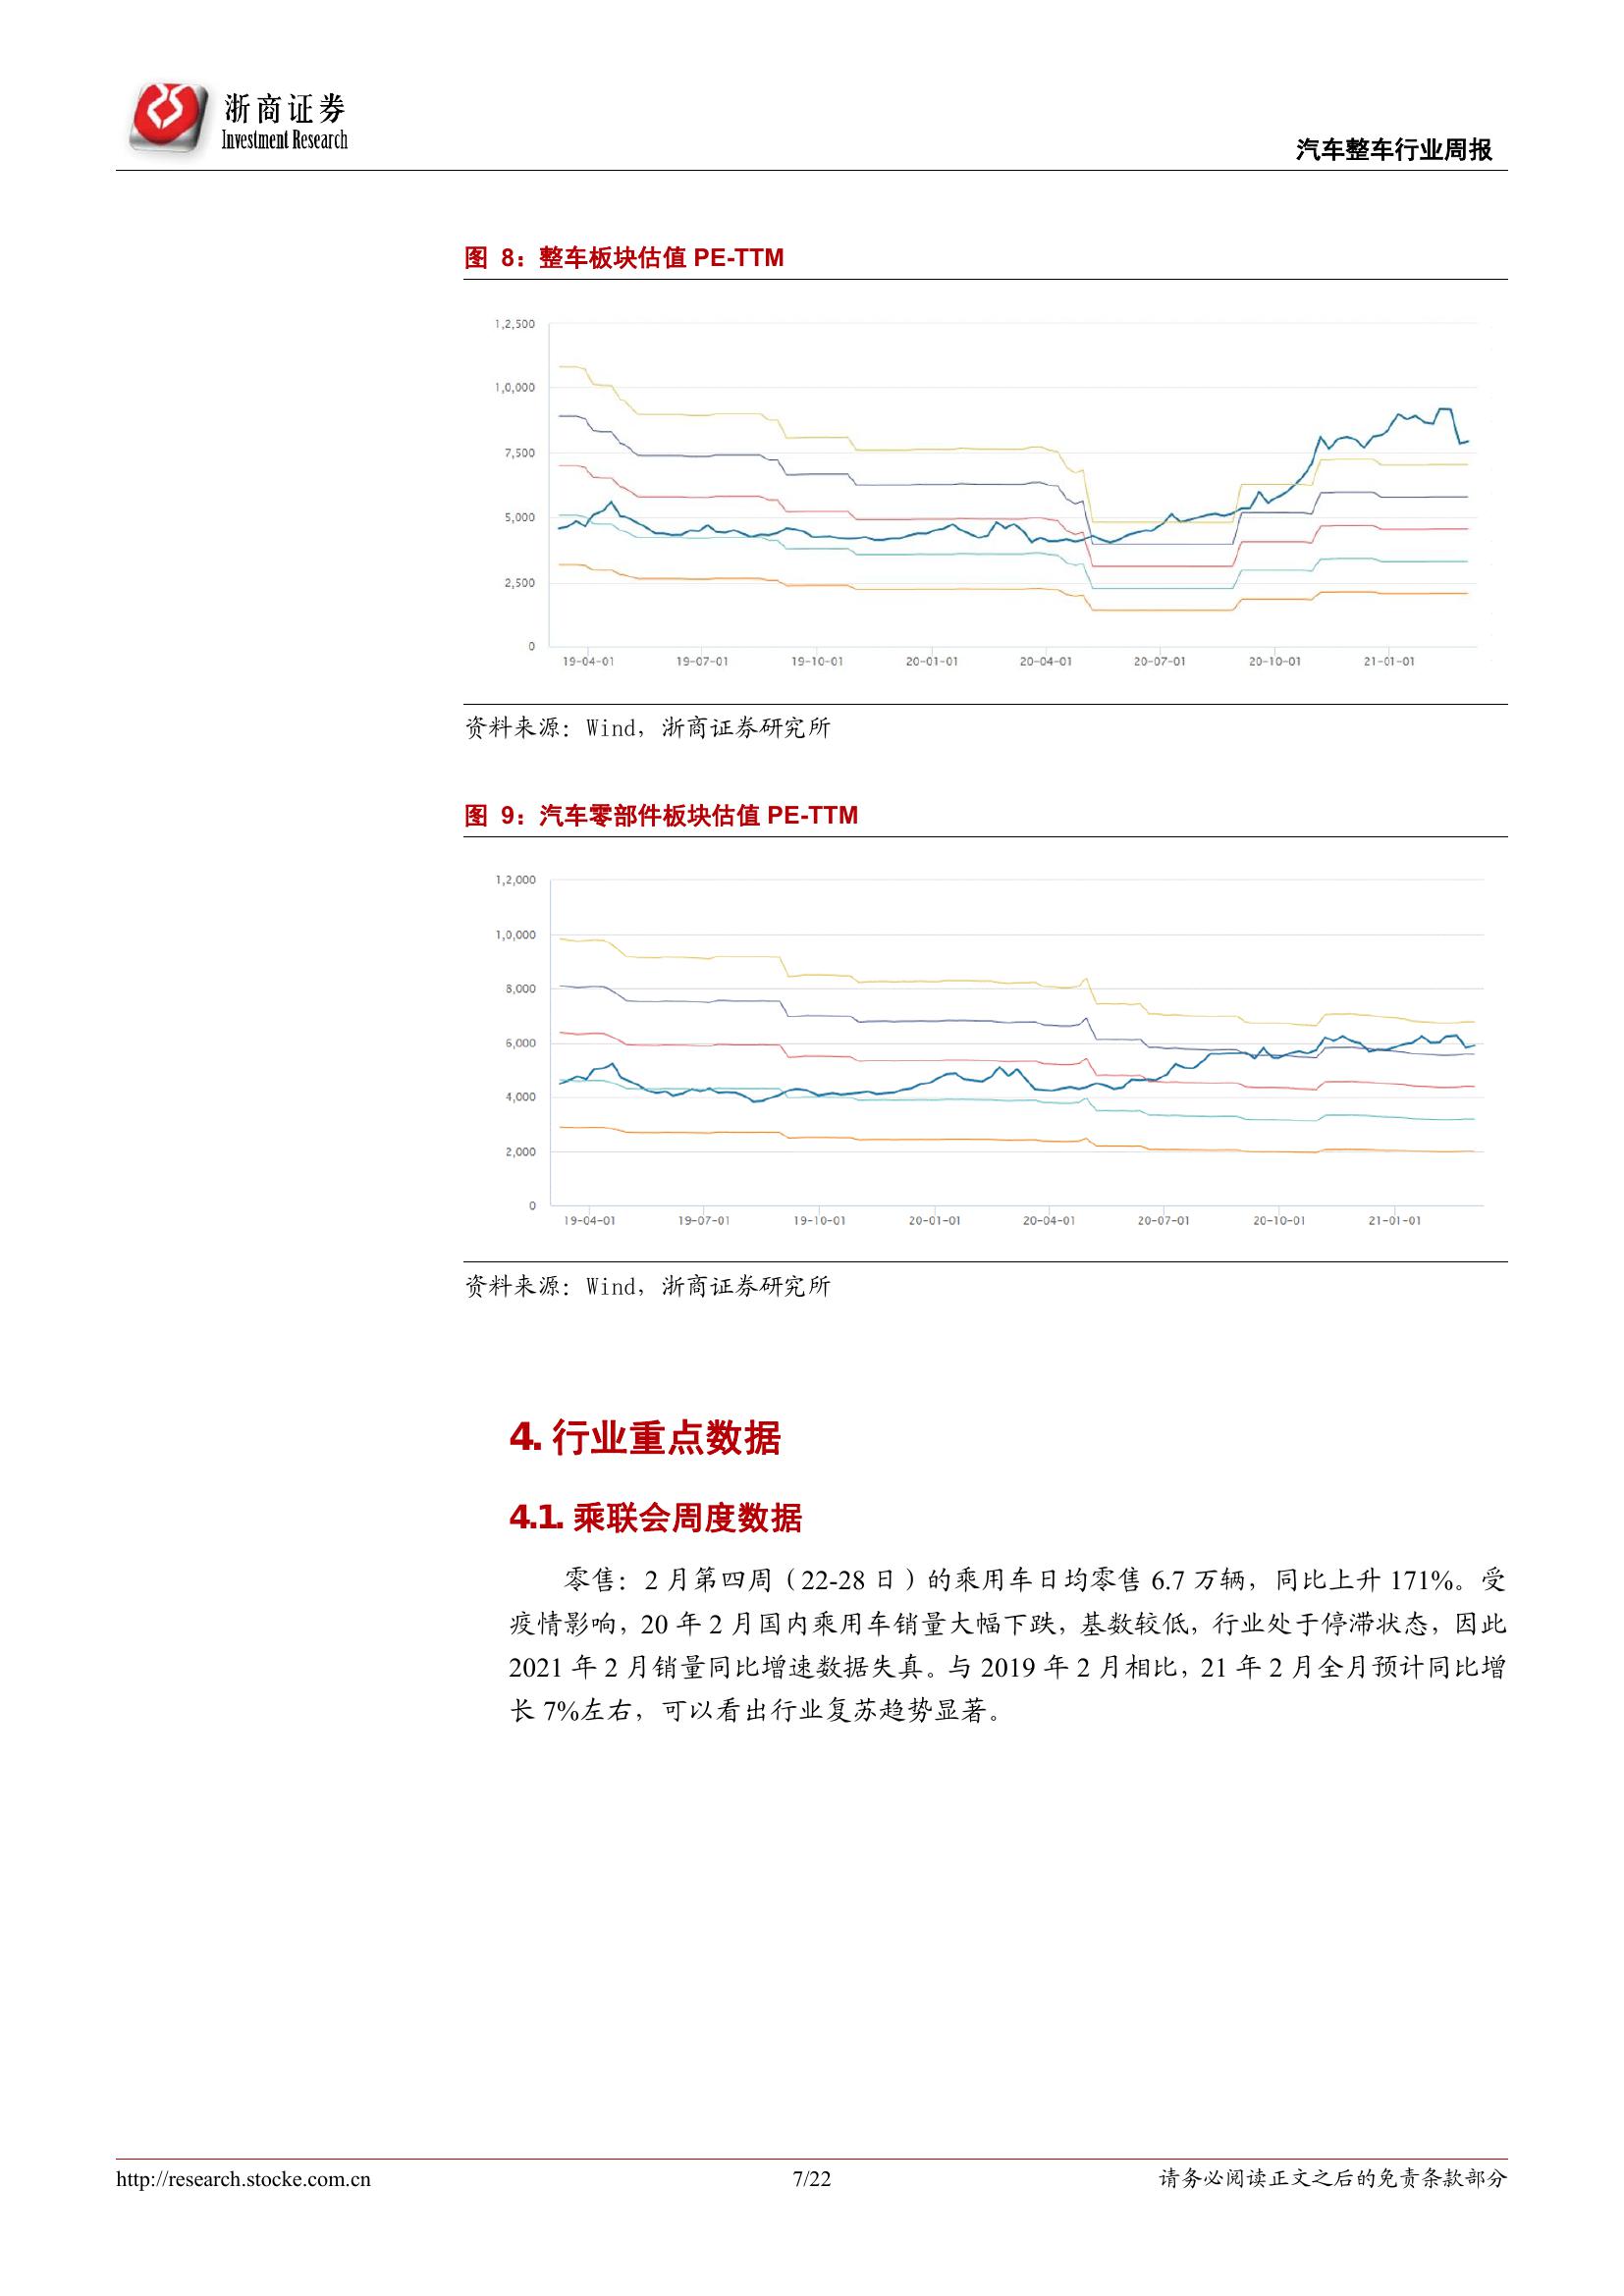 浙商证券
Investment Research
汽车整车行业周报
图 8：整车板块估值 PE-TTM
1,2,500
1,0,000
7,500
5,000
2,500
0
19-04-01 19-07-01 19-10-01 20-01-01 20-04-01 20-07-01 20-10-01 21-01-01
资料来源：Wind，浙商证券研究所
图 9：汽车零部件板块估值 PE-TTM
1,2,000
1,0,000
8,000
6,000
4,000
2,000
0
19-04-01 19-07-01 19-10-01 20-01-01 20-04-01 20-07-01 20-10-01 21-01-01
资料来源：Wind，浙商证券研究所
4. 行业重点数据
4.1. 乘联会周度数据
零售：2 月第四周（22-28 日）的乘用车日均零售 6.7 万辆，同比上升 171%。受
疫情影响，20 年 2 月国内乘用车销量大幅下跌，基数较低，行业处于停滞状态，因此
2021 年 2 月销量同比增速数据失真。与 2019 年 2 月相比，21 年 2 月全月预计同比增
长 7%左右，可以看出行业复苏趋势显著。
http://research.stocke.com.cn 7/22 请务必阅读正文之后的免责条款部分